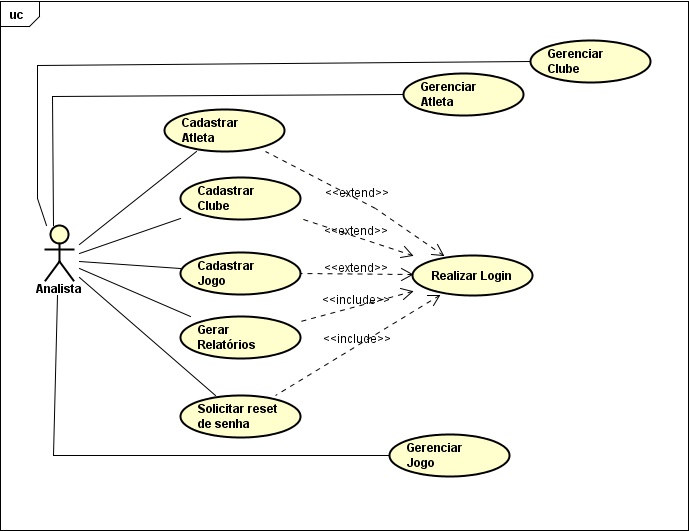 uc
Gerenciar
Clube
Gerenciar
Atleta
Cadastrar
Atleta
<<extend>>
Cadastrar
Clube
<<extend>>
Cadastrar
Jogo
<<extend>>
Realizar Login
Analista
<<include>>
Gerar
Relatórios
<<include>>
Solicitar reset
de senha
Gerenciar
Jogo